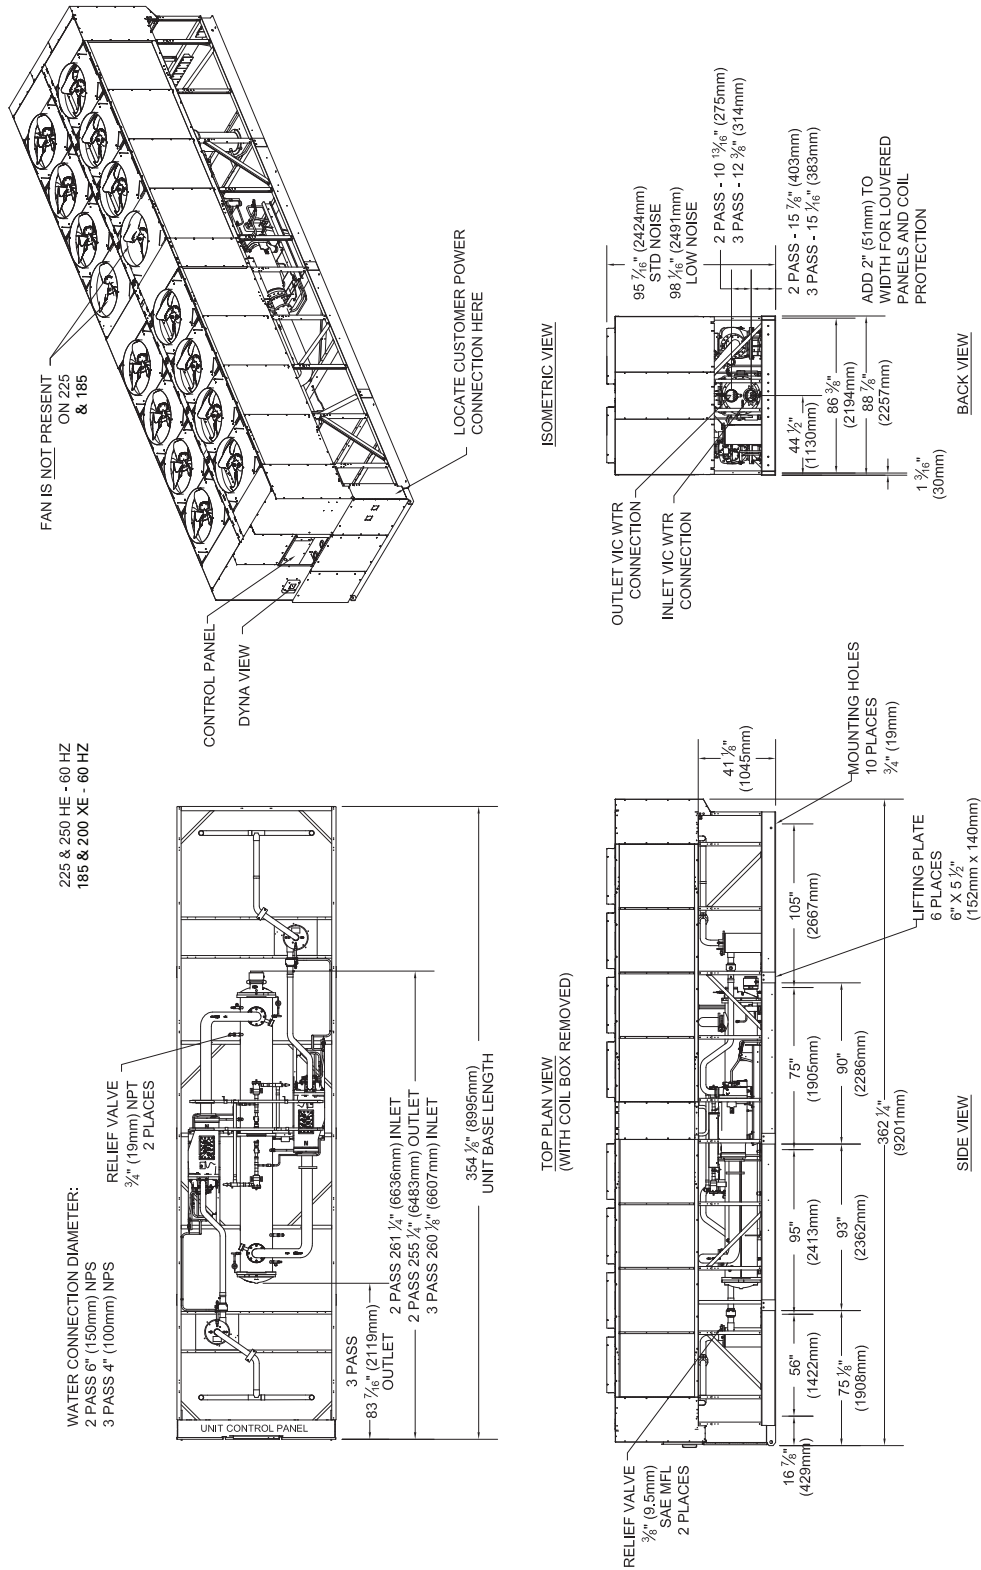 225 & 250 HE - 60 HZ
185 & 200 XE - 60 HZ
WATER CONNECTION DIAMETER:
2 PASS 6" (150mm) NPS
3 PASS 4" (100mm) NPS
RELIEF VALVE
3/4" (19mm) NPT
2 PLACES
UNIT CONTROL PANEL
3 PASS
83 7/16" (2119mm)
OUTLET
2 PASS 261 1/4" (6636mm) INLET
2 PASS 255 1/4" (6483mm) OUTLET
3 PASS 260 1/8" (6607mm) INLET
354 1/8" (8995mm)
UNIT BASE LENGTH
TOP PLAN VIEW
(WITH COIL BOX REMOVED)
FAN IS NOT PRESENT
ON 225
& 185
CONTROL PANEL
DYNA VIEW
LOCATE CUSTOMER POWER
CONNECTION HERE
ISOMETRIC VIEW
RELIEF VALVE
3/8" (9.5mm)
SAE MFL
2 PLACES
41 1/8"
(1045mm)
MOUNTING HOLES
10 PLACES
3/4" (19mm)
LIFTING PLATE
6 PLACES
6" X 5 1/2"
(152mm x 140mm)
16 7/8"
(429mm)
56"
(1422mm)
95"
(2413mm)
75"
(1905mm)
105"
(2667mm)
75 1/8"
(1908mm)
93"
(2362mm)
90"
(2286mm)
362 1/4"
(9201mm)
SIDE VIEW
OUTLET VIC WTR
CONNECTION
INLET VIC WTR
CONNECTION
95 7/16" (2424mm)
STD NOISE
98 1/16" (2491mm)
LOW NOISE
2 PASS - 10 13/16" (275mm)
3 PASS - 12 3/8" (314mm)
2 PASS - 15 7/8" (403mm)
3 PASS - 15 1/16" (383mm)
ADD 2" (51mm) TO
WIDTH FOR LOUVERED
PANELS AND COIL
PROTECTION
44 1/2"
(1130mm)
86 3/8"
(2194mm)
88 7/8"
(2257mm)
1 3/16"
(30mm)
BACK VIEW